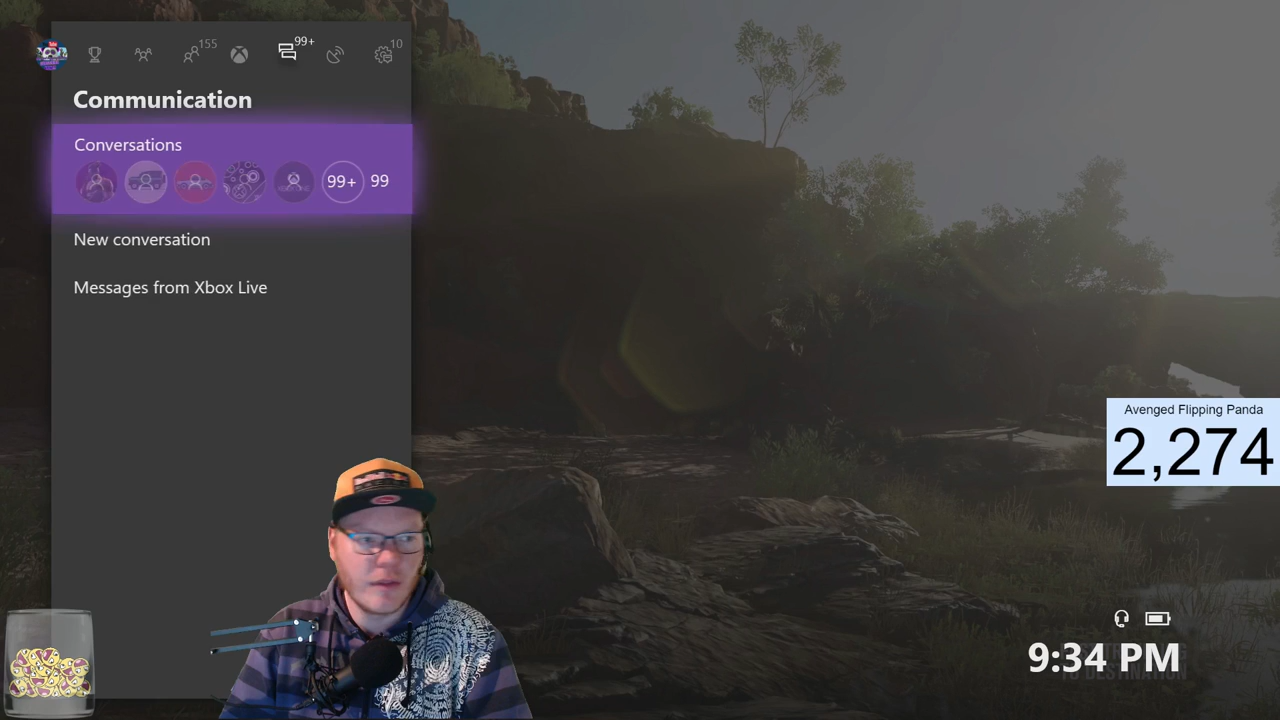 155
99+
10
Communication
Conversations
99+ 99
New conversation
Messages from Xbox Live
Avenged Flipping Panda
2,274
9:34 PM
DESTINATION